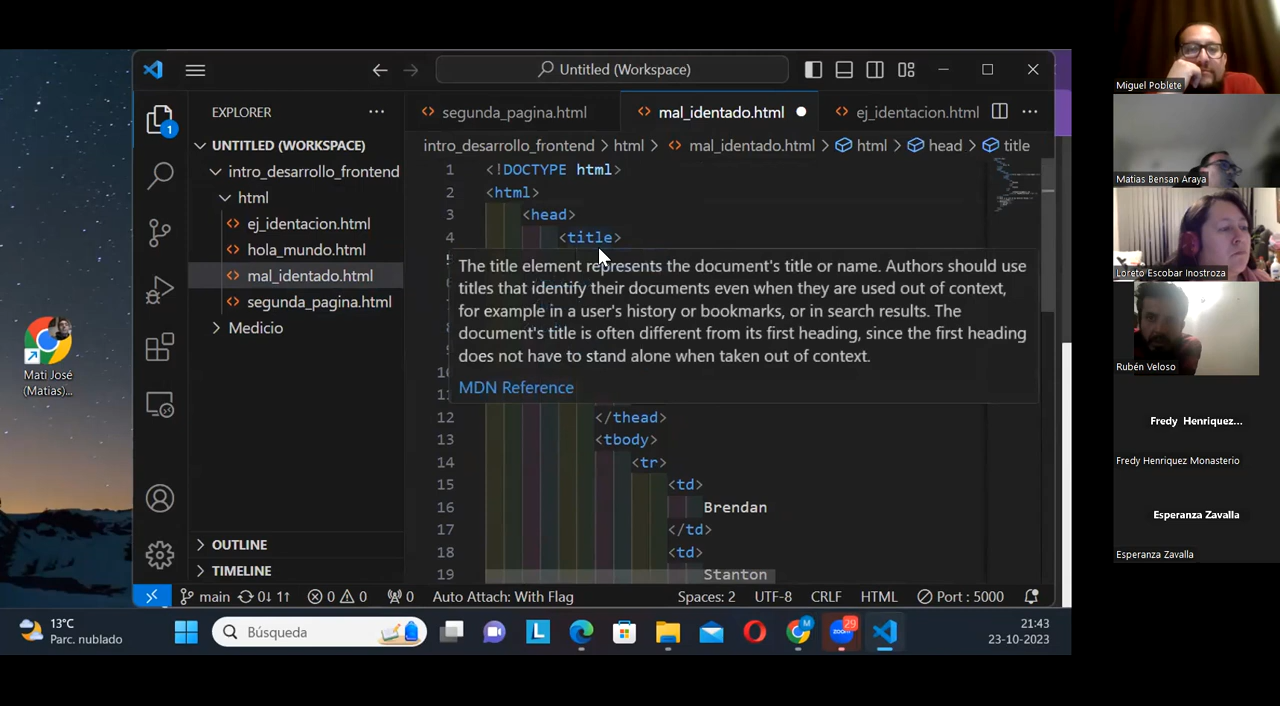 Untitled (Workspace)
EXPLORER
segunda_pagina.html
mal_identado.html
ej_identacion.html
1
UNTITLED (WORKSPACE)
intro_desarrollo_frontend
html
ej_identacion.html
hola_mundo.html
mal_identado.html
segunda_pagina.html
Medicio
OUTLINE
TIMELINE
intro_desarrollo_frontend > html > mal_identado.html > html > head > title
1 <!DOCTYPE html>
2 <html>
3 <head>
4 <title>
The title element represents the document's title or name. Authors should use
titles that identify their documents even when they are used out of context,
for example in a user's history or bookmarks, or in search results. The
document's title is often different from its first heading, since the first heading
does not have to stand alone when taken out of context.
MDN Reference
12 </thead>
13 <tbody>
14 <tr>
15 <td>
16 Brendan
17 </td>
18 <td>
19 Stanton
main 0↓ 1↑ 0 0 0 Auto Attach: With Flag Spaces: 2 UTF-8 CRLF HTML Port : 5000
Mati José
(Matias)...
13°C
Parc. nublado
Búsqueda
L
M
29
zoom
21:43
23-10-2023
Miguel Poblete
Matias Bensan Araya
Loreto Escobar Inostroza
Rubén Veloso
Fredy Henriquez...
Fredy Henriquez Monasterio
Esperanza Zavalla
Esperanza Zavalla